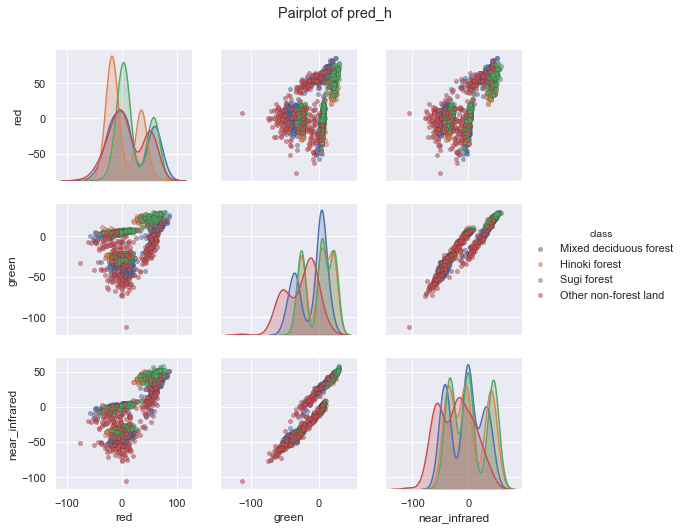 Pairplot of pred_h
50
0
−50
red
0
−50
−100
green
50
0
−50
−100
near_infrared
−100
0
100
red
−100
0
green
−100
0
near_infrared
class
Mixed deciduous forest
Hinoki forest
Sugi forest
Other non-forest land